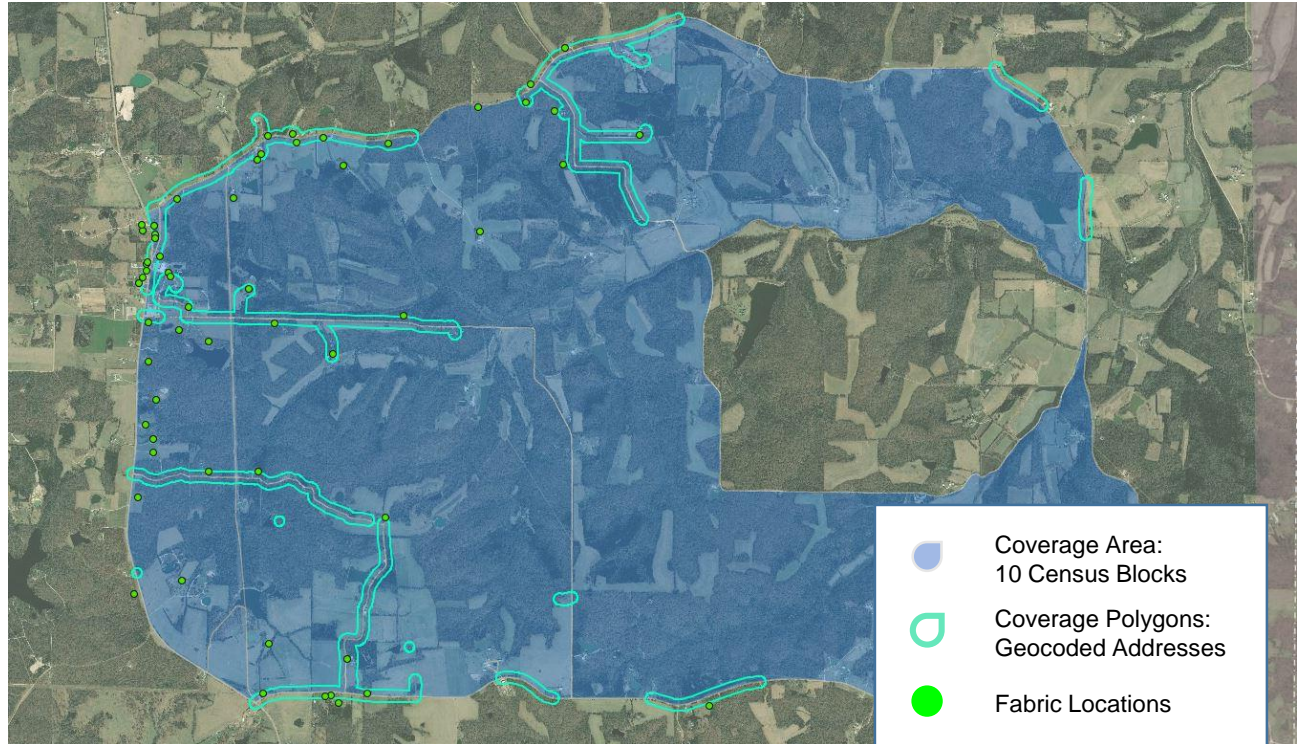 Coverage Area:
10 Census Blocks
Coverage Polygons:
Geocoded Addresses
Fabric Locations